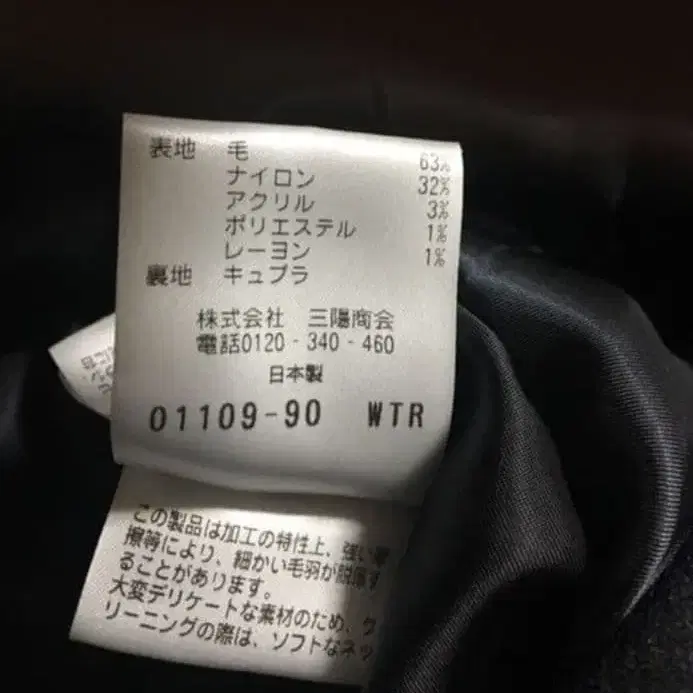 表地 毛 63%
ナイロン 32%
アクリル 3%
ポリエステル 1%
レーヨン 1%
裏地 キュプラ
株式会社 三陽商会
電話0120-340-460
日本製
01109-90 WTR
この製品は加工の特性上、強い摩
擦等により、細かい毛羽が脱落す
ることがあります。
大変デリケートな素材のため、ク
リーニングの際は、ソフトなネッ